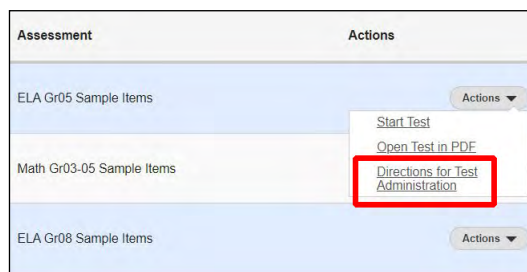 Assessment Actions
ELA Gr05 Sample Items Actions
Start Test
Open Test in PDF
Math Gr03-05 Sample Items Directions for Test
Administration
ELA Gr08 Sample Items Actions